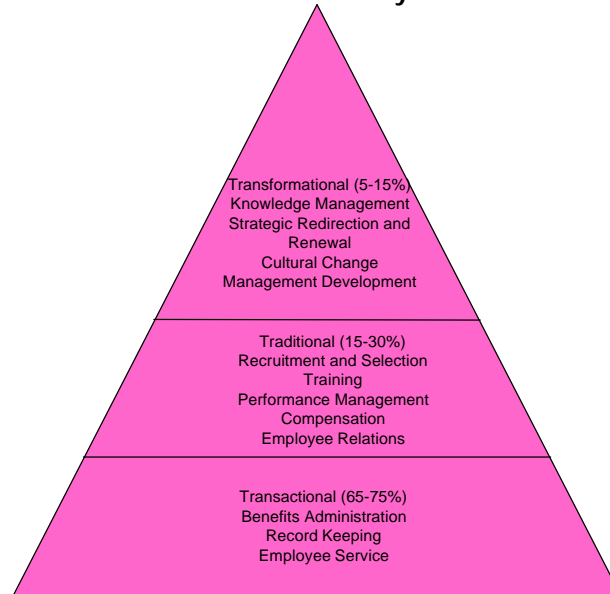 Transformational (5-15%)
Knowledge Management
Strategic Redirection and
Renewal
Cultural Change
Management Development
Traditional (15-30%)
Recruitment and Selection
Training
Performance Management
Compensation
Employee Relations
Transactional (65-75%)
Benefits Administration
Record Keeping
Employee Service